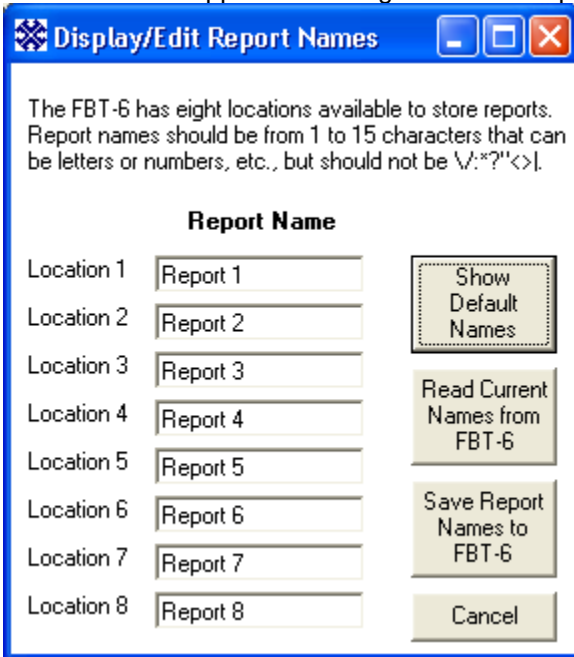 Display/Edit Report Names
The FBT-6 has eight locations available to store reports.
Report names should be from 1 to 15 characters that can
be letters or numbers, etc., but should not be \/:*?"<>|.
Report Name
Location 1 Report 1
Location 2 Report 2
Location 3 Report 3
Location 4 Report 4
Location 5 Report 5
Location 6 Report 6
Location 7 Report 7
Location 8 Report 8
Show
Default
Names
Read Current
Names from
FBT-6
Save Report
Names to
FBT-6
Cancel